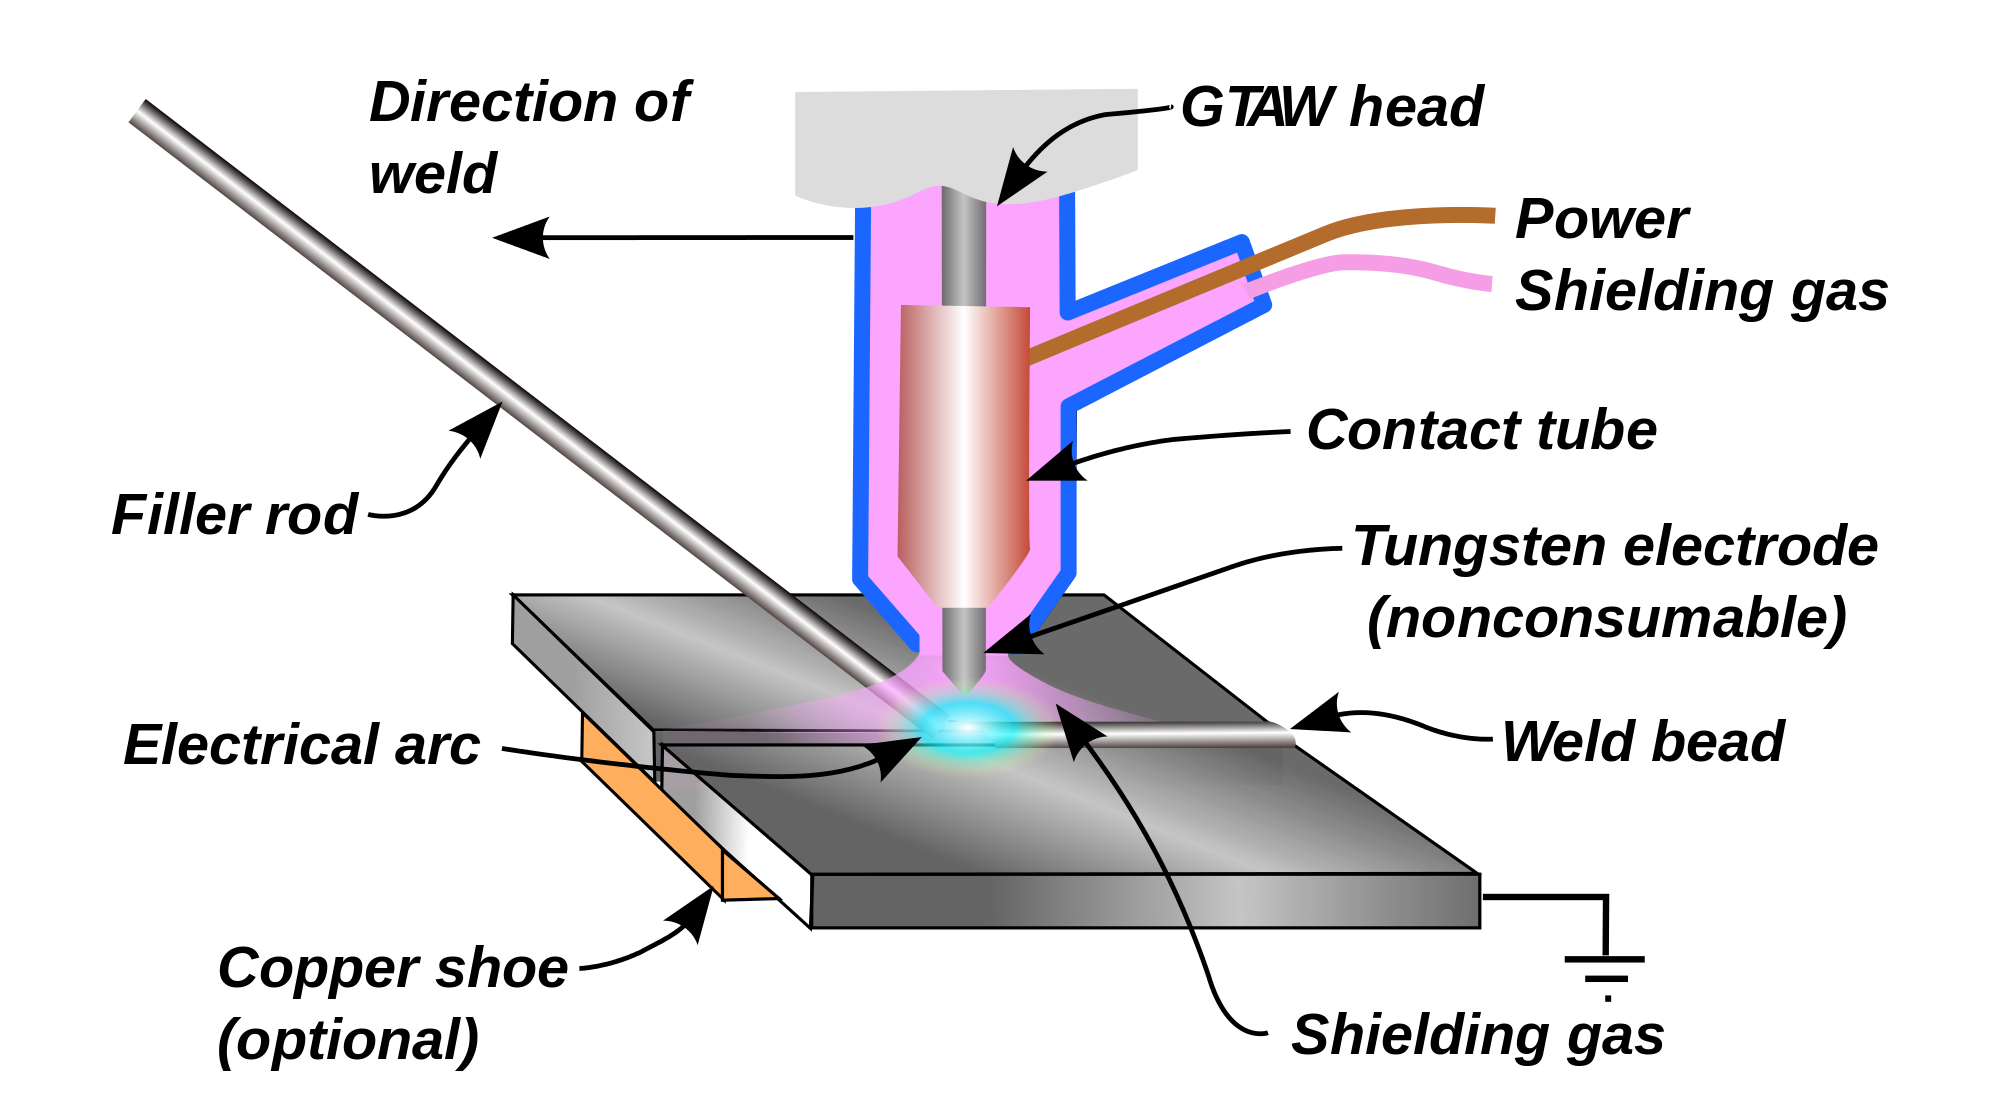 Direction of
weld
GTAW head
Power
Shielding gas
Contact tube
Filler rod
Tungsten electrode
(nonconsumable)
Electrical arc
Weld bead
Copper shoe
(optional)
Shielding gas